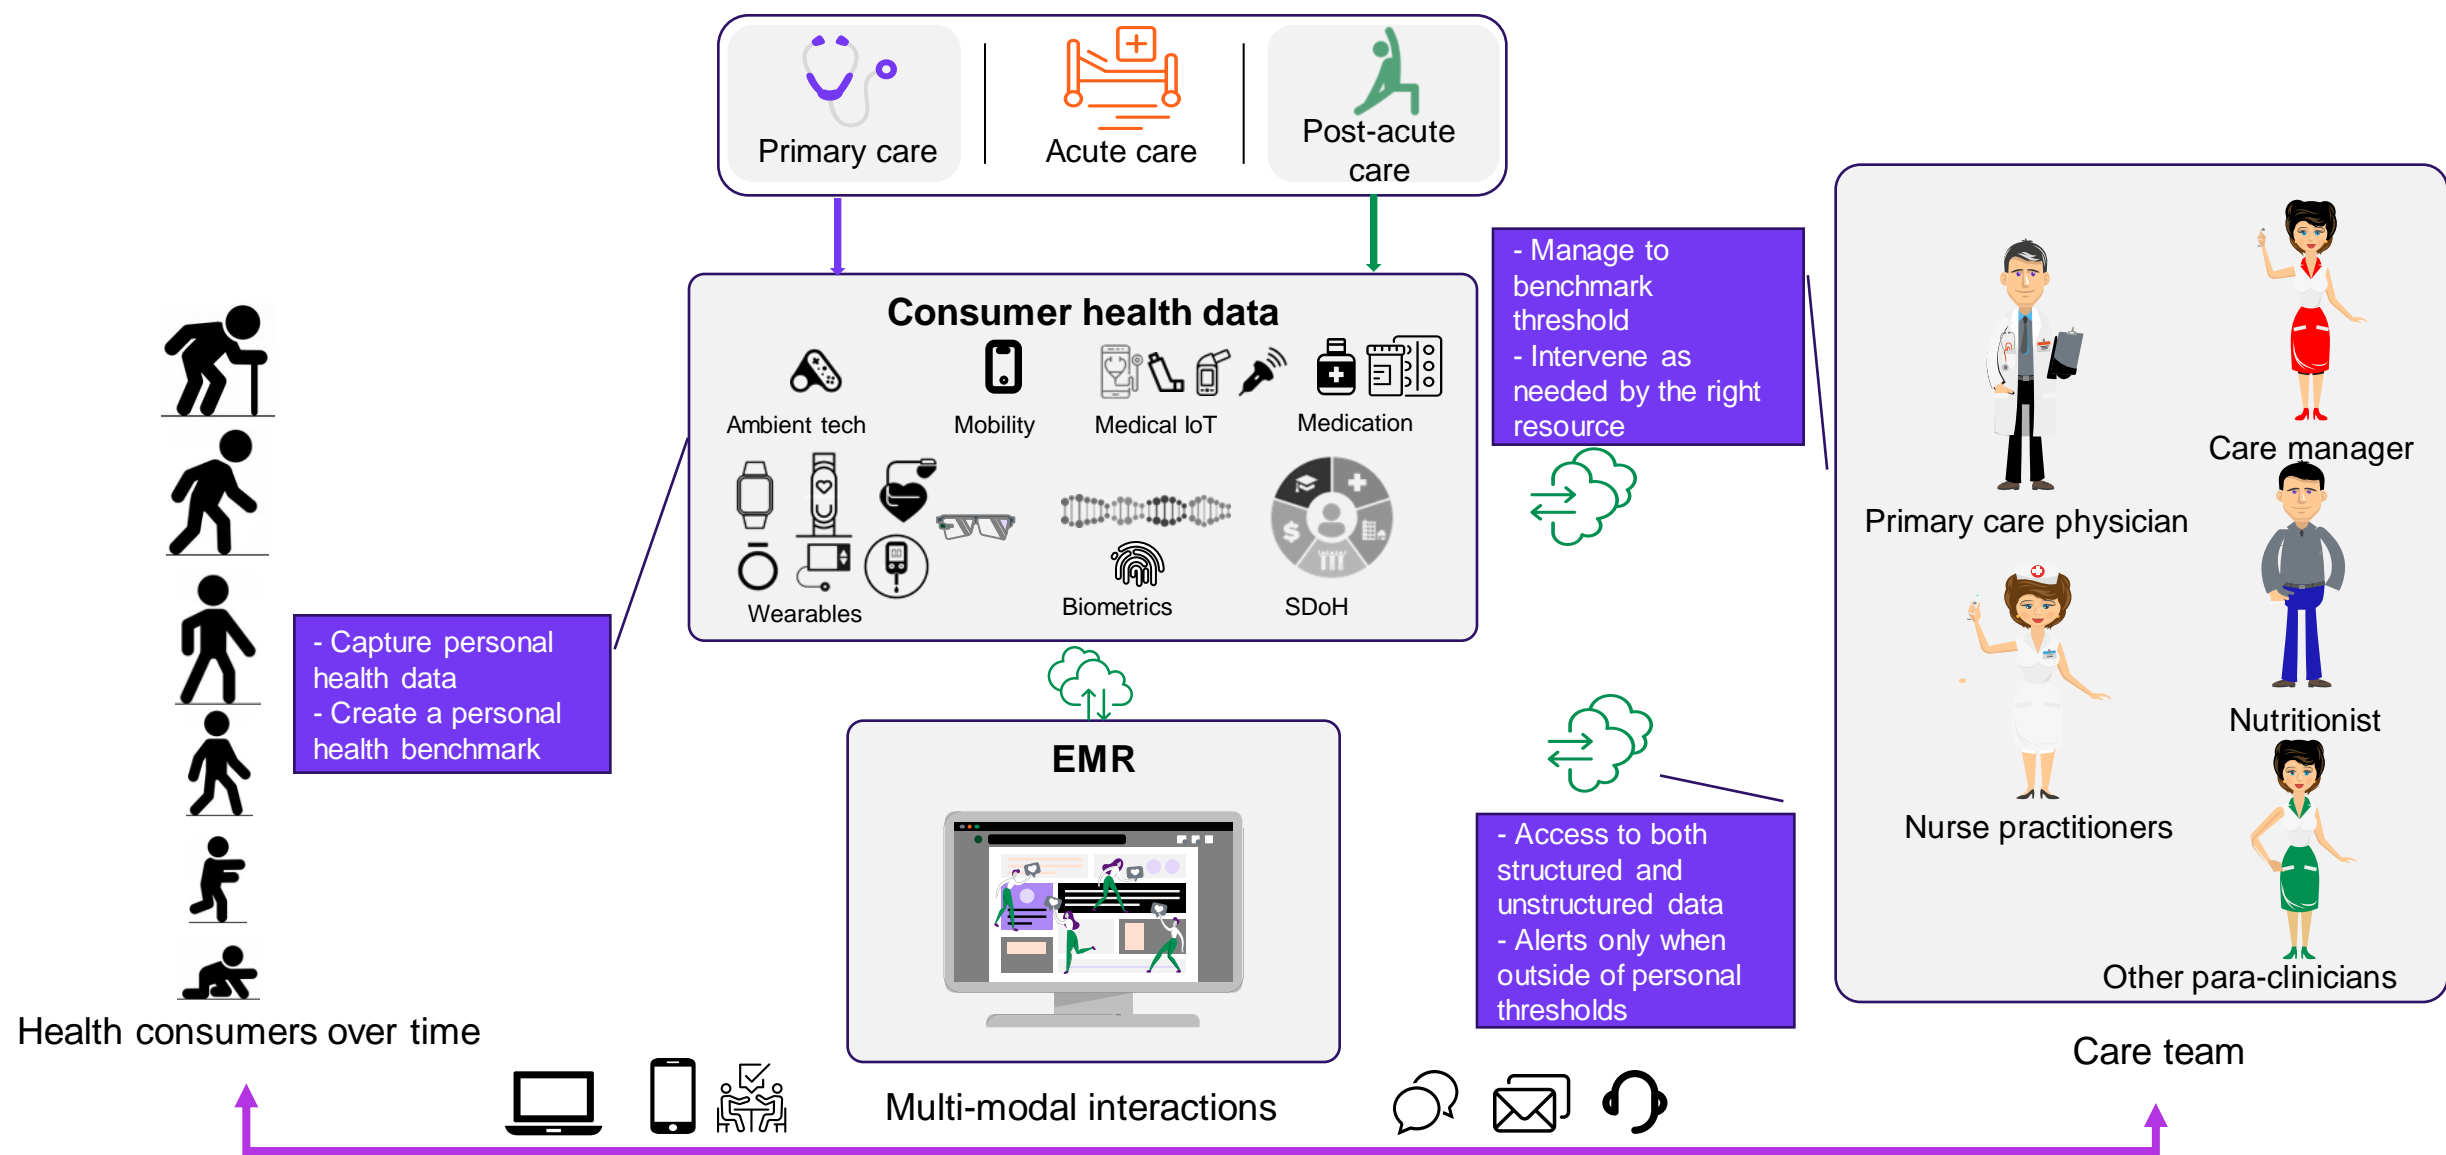 Primary care
Acute care
Post-acute
care
Consumer health data
Ambient tech
Mobility
Medical IoT
Medication
Wearables
Biometrics
SDoH
- Manage to
benchmark
threshold
- Intervene as
needed by the right
resource
- Capture personal
health data
- Create a personal
health benchmark
EMR
- Access to both
structured and
unstructured data
- Alerts only when
outside of personal
thresholds
Care manager
Primary care physician
Nutritionist
Nurse practitioners
Other para-clinicians
Health consumers over time
Care team
Multi-modal interactions